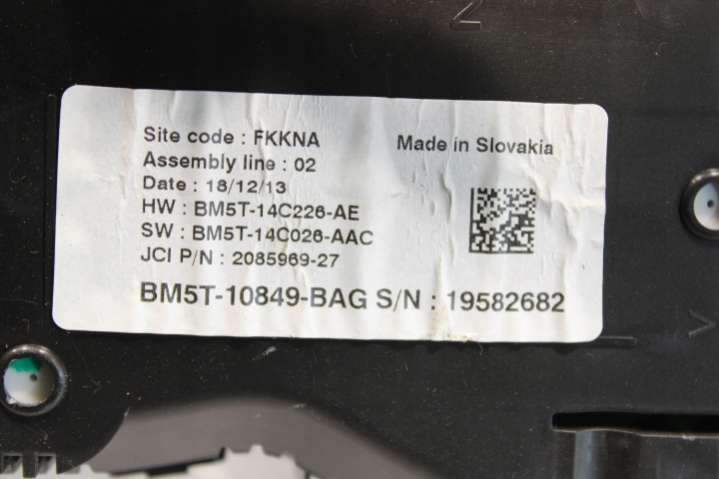 2
Site code : FKKNA
Made in Slovakia
Assembly line : 02
Date : 18/12/13
HW : BM5T-14C226-AE
SW : BM5T-14C026-AAC
JCI P/N : 2085969-27
BM5T-10849-BAG S/N : 19582682